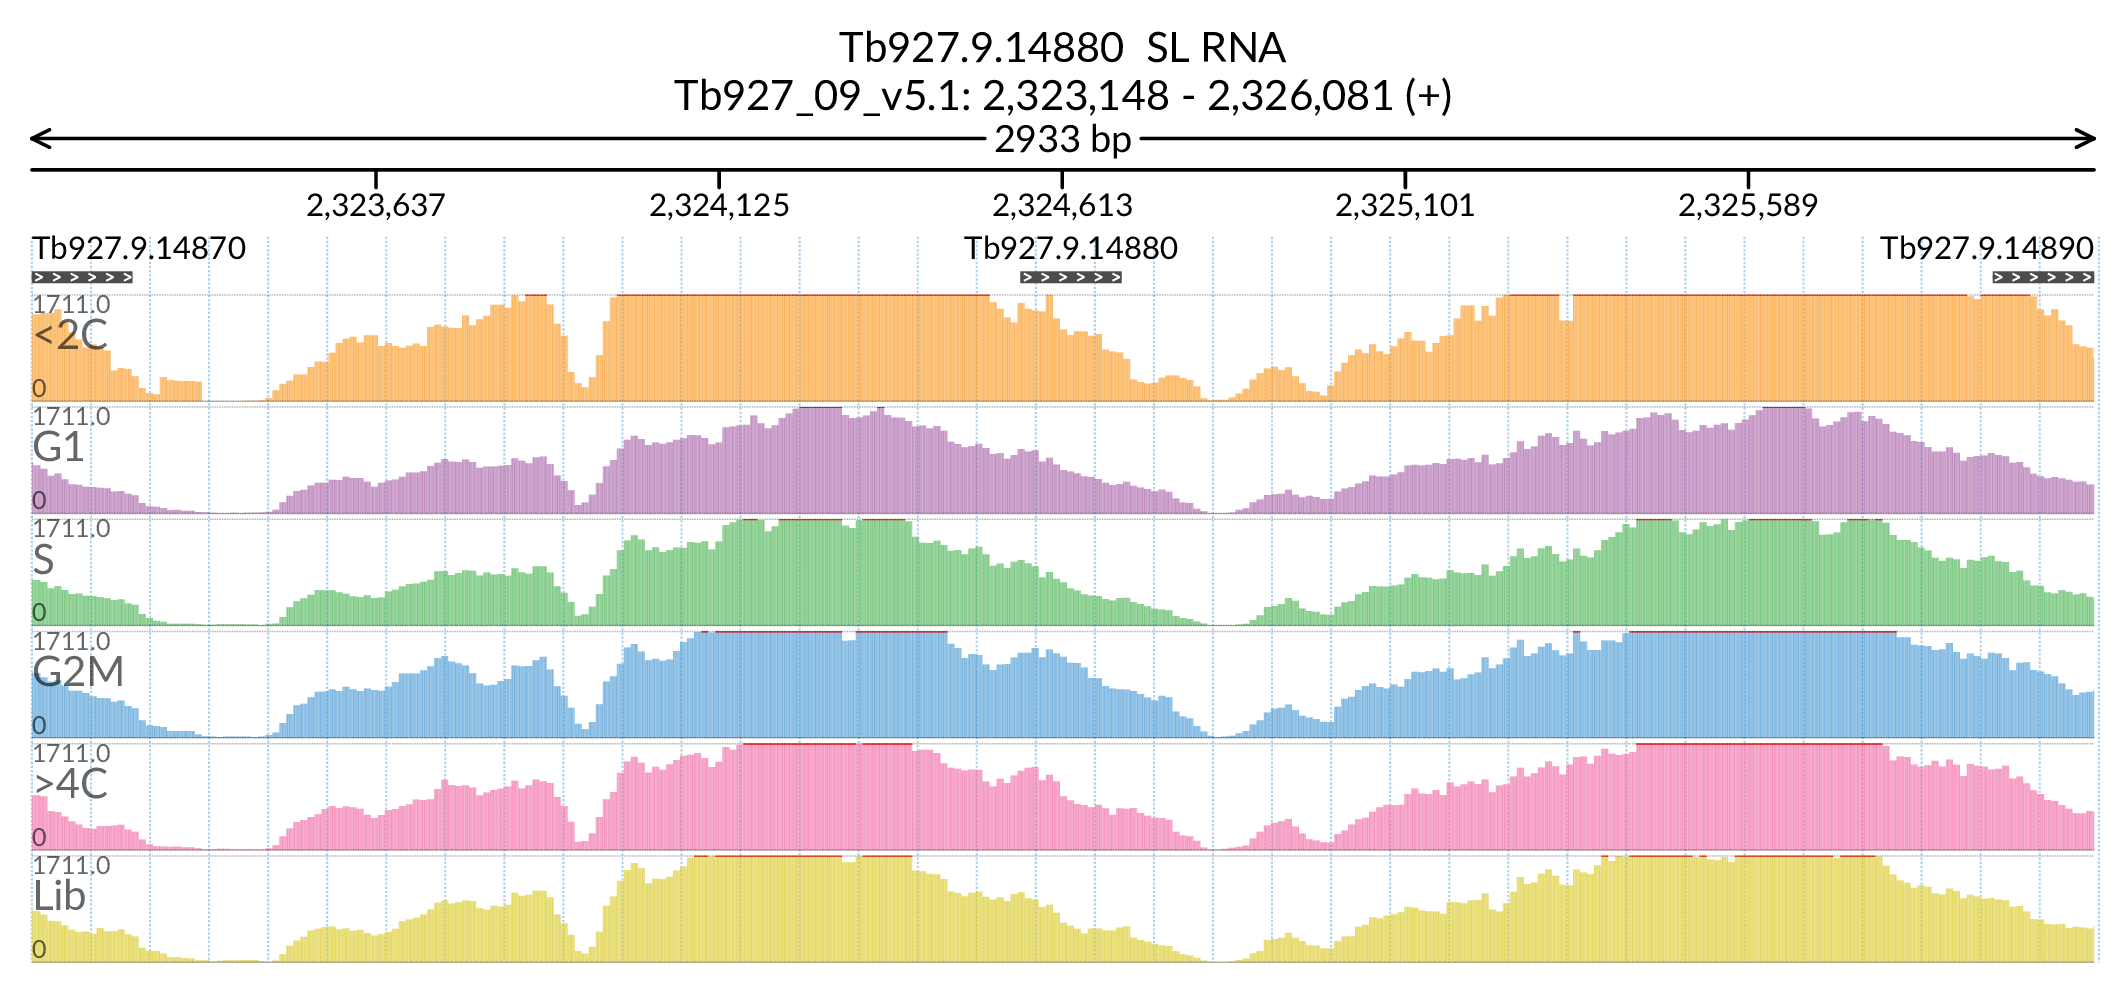 Tb927.9.14880  SL RNA
Tb927_09_v5.1: 2,323,148 - 2,326,081 (+)
2933 bp
2,323,637 2,324,125 2,324,613 2,325,101 2,325,589
Tb927.9.14870 Tb927.9.14880 Tb927.9.14890
1711.0
<2C
0
1711.0
G1
0
1711.0
S
0
1711.0
G2M
0
1711.0
>4C
0
1711.0
Lib
0